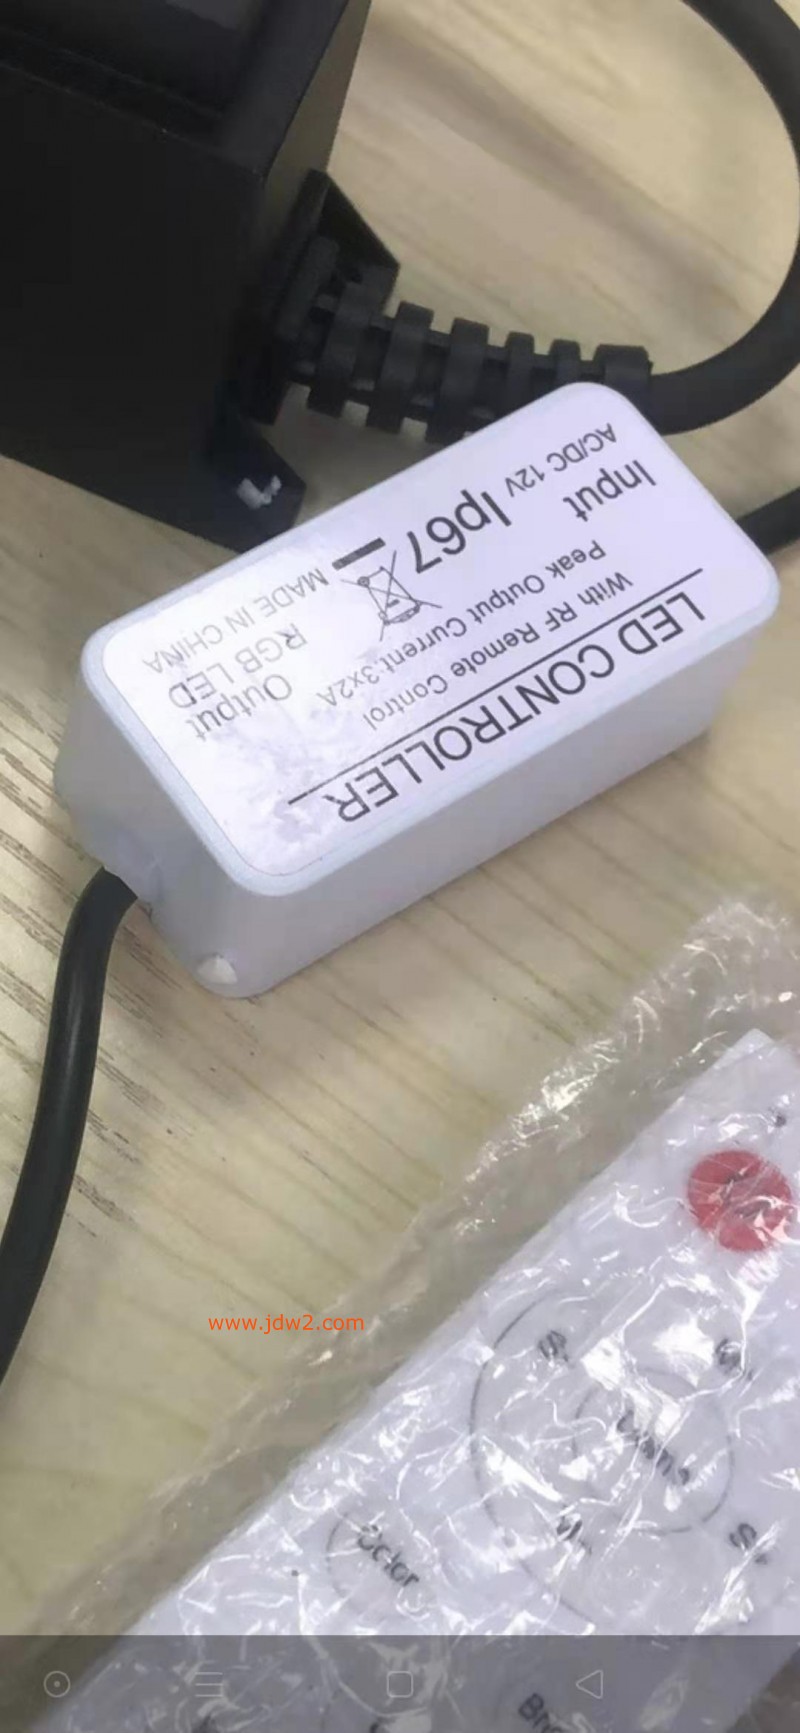 LED CONTROLLER
With RF Remote Control
Peak Output Current:3x2A
Input
AC/DC 12V
Ip67
Output
RGB LED
MADE IN CHINA
www.jdw2.com
Color